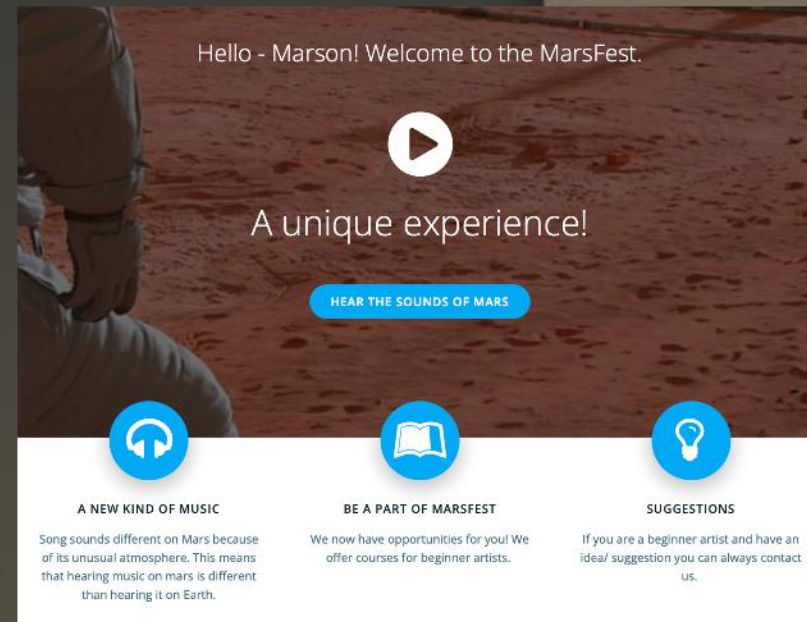 Hello - Marson! Welcome to the MarsFest.
A unique experience!
HEAR THE SOUNDS OF MARS
A NEW KIND OF MUSIC
Song sounds different on Mars because
of its unusual atmosphere. This means
that hearing music on mars is different
than hearing it on Earth.
BE A PART OF MARSFEST
We now have opportunities for you! We
offer courses for beginner artists.
SUGGESTIONS
If you are a beginner artist and have an
idea/ suggestion you can always contact
us.